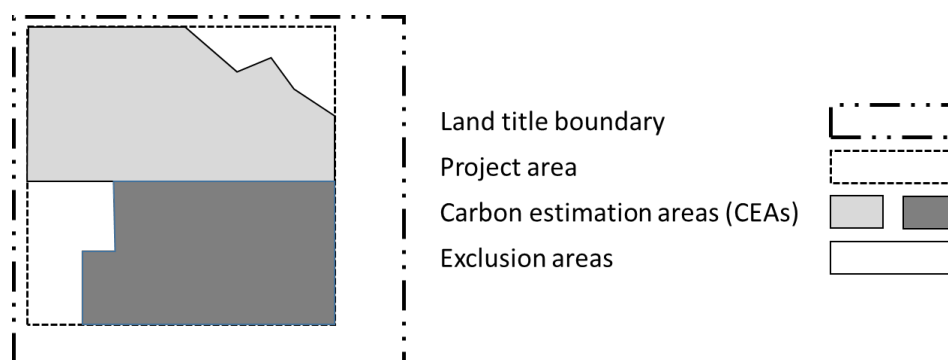 Land title boundary
Project area
Carbon estimation areas (CEAs)
Exclusion areas